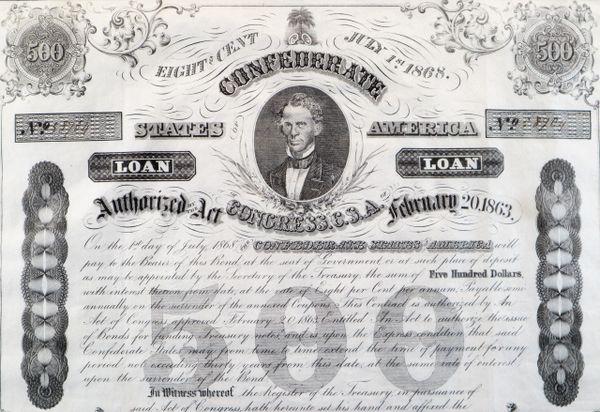 500 500
EIGHT PR CENT JULY 1ST 1868.
CONFEDERATE
No No
STATES OF AMERICA
LOAN LOAN
Authorized by the Act of CONGRESS, C.S.A. of February 20, 1863.
On the 1st day of July, 1868, the CONFEDERATE STATES OF AMERICA will
pay to the Bearer of this Bond, at the seat of Government, or at such place of deposit
as may be appointed by the Secretary of the Treasury, the sum of Five Hundred Dollars,
with interest thereon from date, at the rate of Eight per Cent per annum, Payable semi-
annually on the surrender of the annexed Coupons. This Contract is authorized by An
Act of Congress approved February 20, 1863, Entitled "An Act to authorize the issue
of Bonds for funding Treasury notes, and is upon the Express condition that said
Confederate States may from time to time extend the time of payment for any
period not exceeding thirty years from this date, at the same rate of interest,
upon the surrender of this Bond.
500
In Witness whereof the Register of the Treasury, in pursuance of
said Act of Congress, hath hereunto set his hand and affixed the